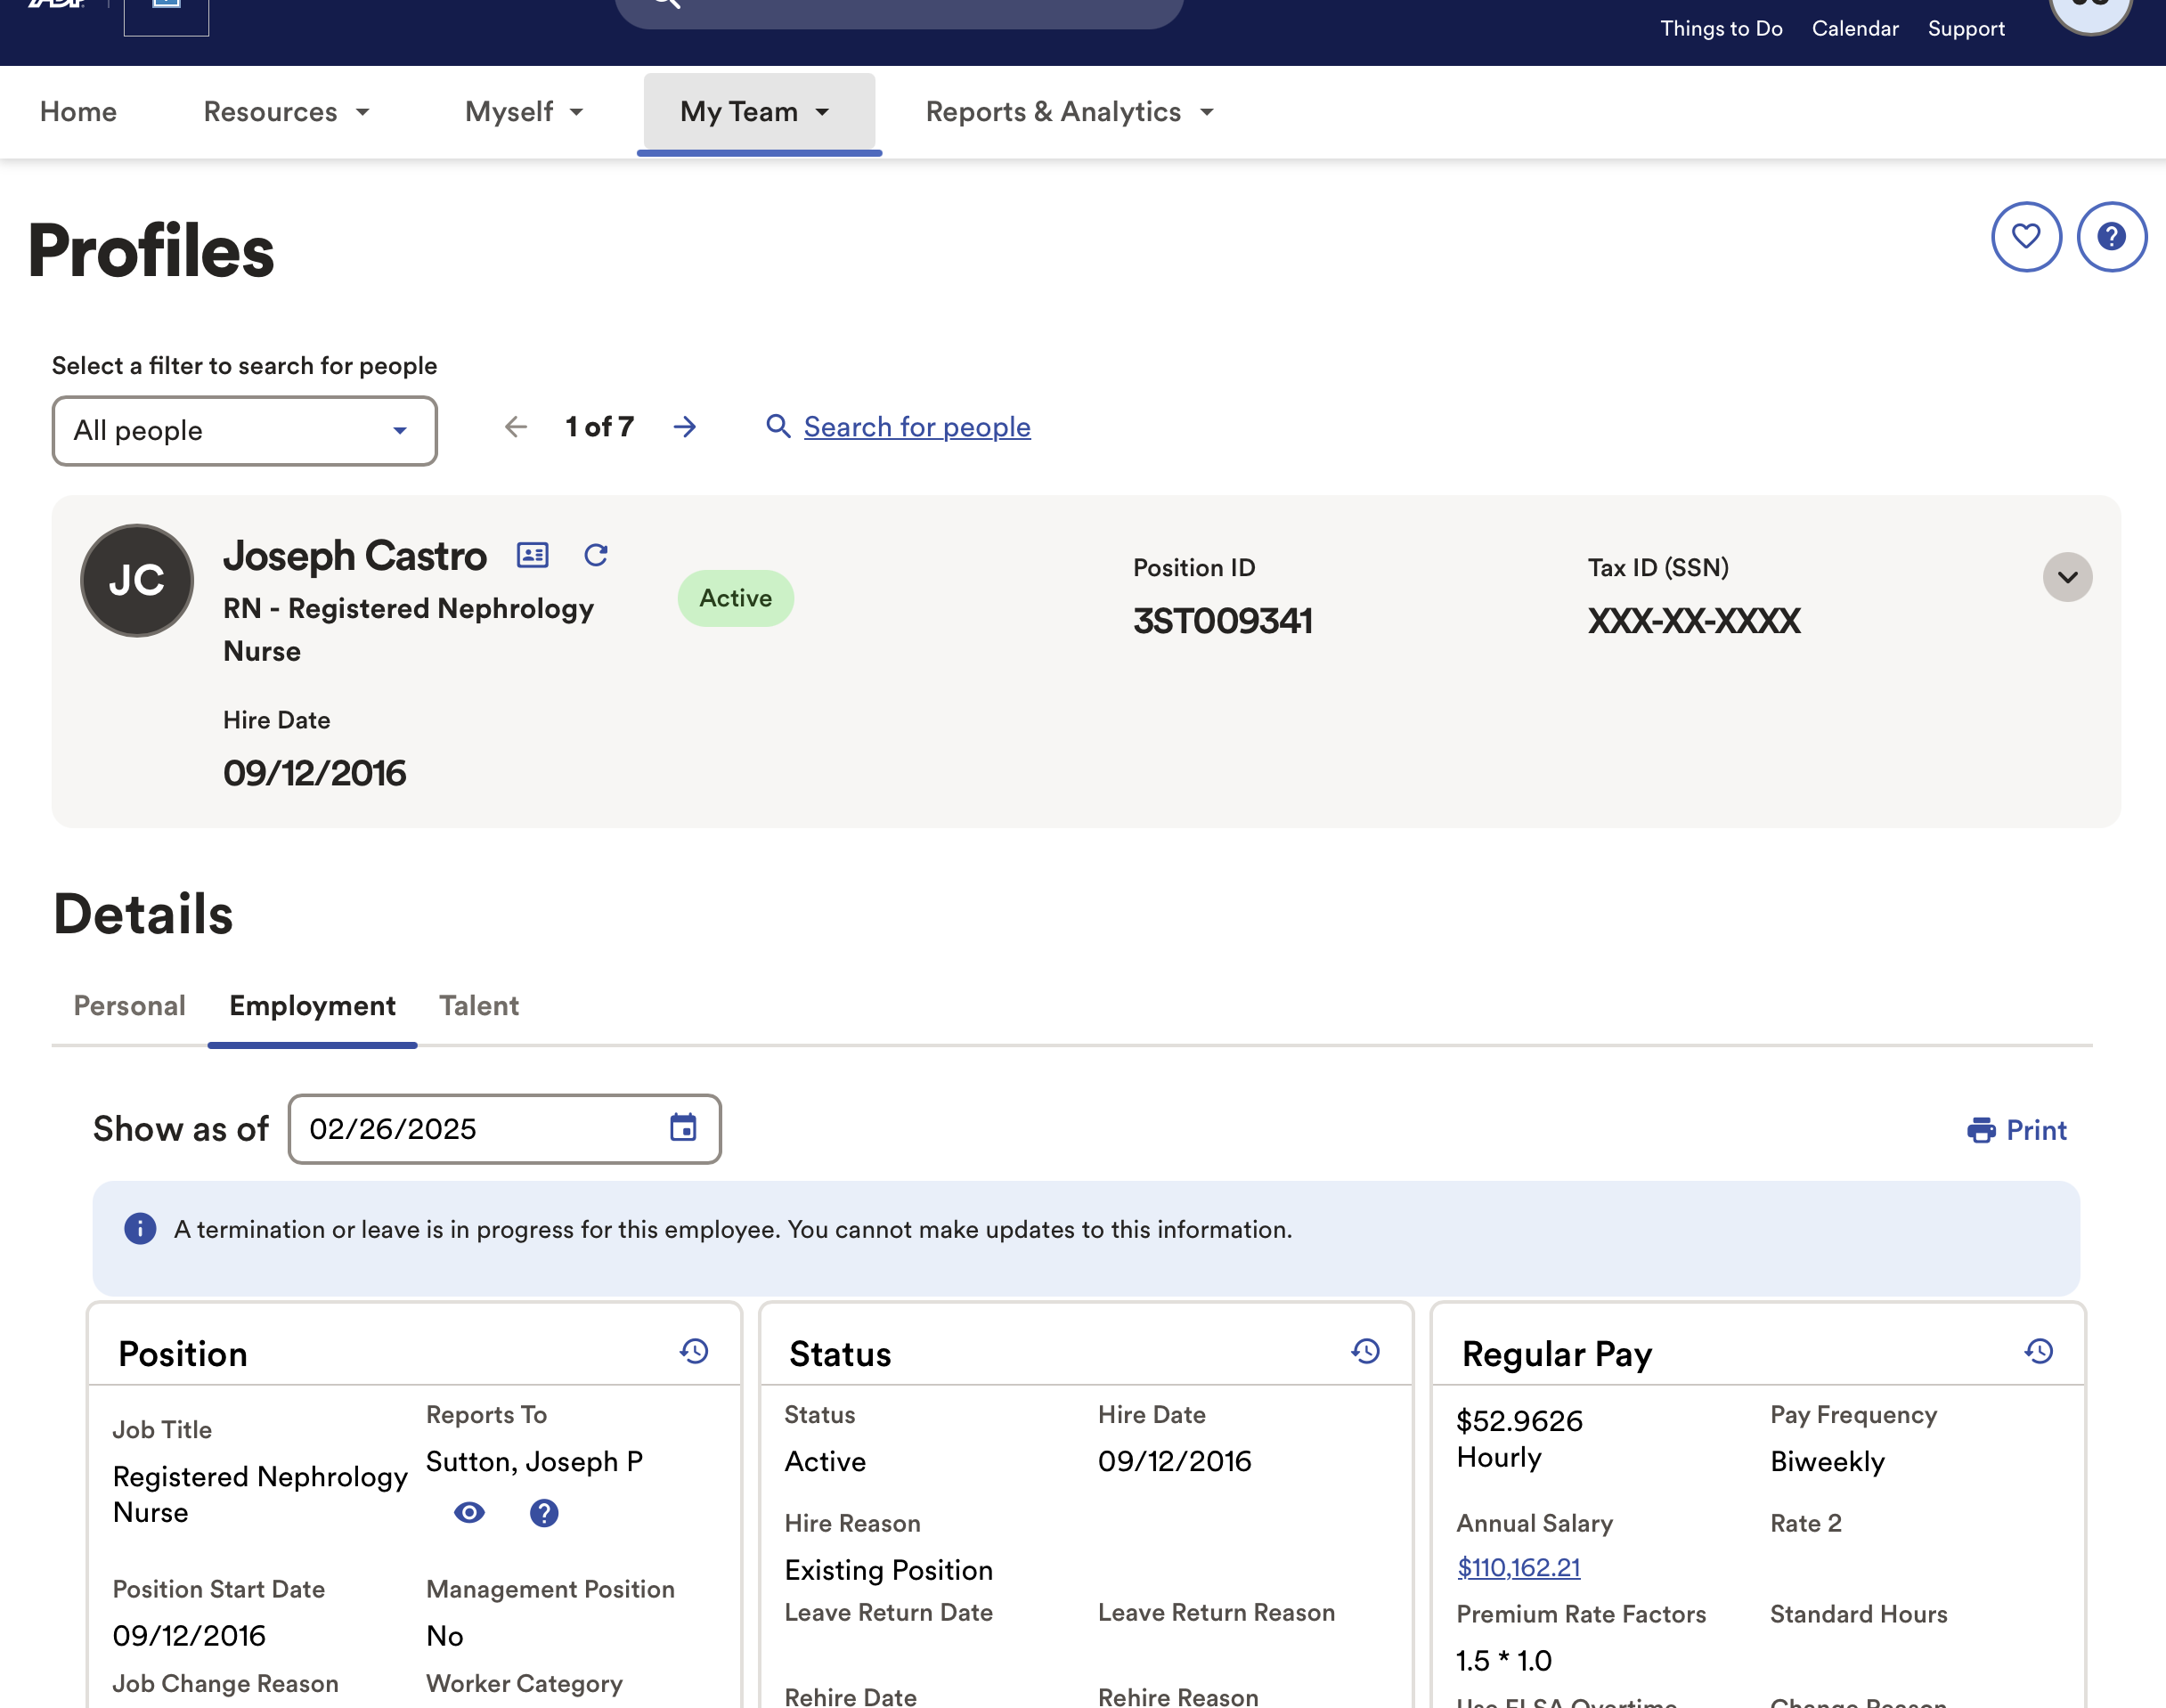 Things to Do Calendar Support
Home Resources Myself My Team Reports & Analytics
Profiles
Select a filter to search for people
All people
1 of 7
Search for people
JC
Joseph Castro
RN - Registered Nephrology
Nurse
Active
Hire Date
09/12/2016
Position ID
3ST009341
Tax ID (SSN)
XXX-XX-XXXX
Details
Personal Employment Talent
Show as of
02/26/2025
Print
A termination or leave is in progress for this employee. You cannot make updates to this information.
Position
Job Title
Registered Nephrology
Nurse
Reports To
Sutton, Joseph P
Position Start Date
09/12/2016
Management Position
No
Job Change Reason
Worker Category
Status
Status
Active
Hire Date
09/12/2016
Hire Reason
Existing Position
Leave Return Date
Leave Return Reason
Rehire Date
Rehire Reason
Regular Pay
$52.9626
Hourly
Pay Frequency
Biweekly
Annual Salary
$110,162.21
Rate 2
Premium Rate Factors
1.5 * 1.0
Standard Hours
Use FLSA Overtime
Change Reason